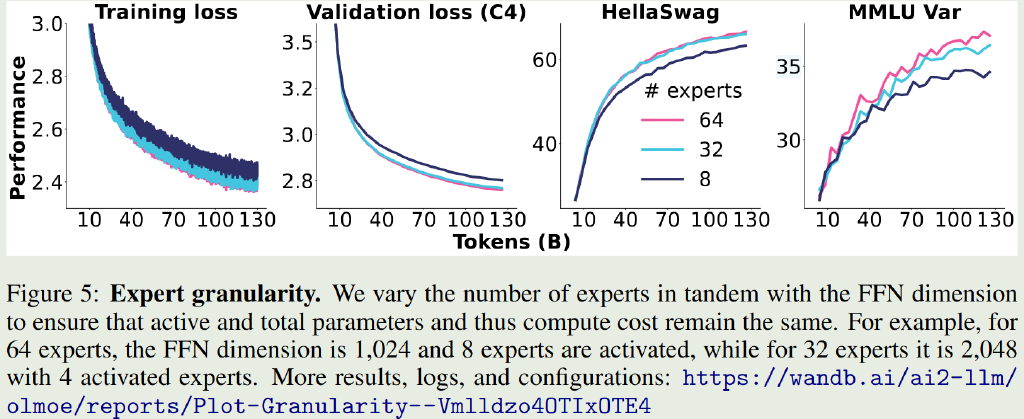 Training loss
Validation loss (C4)
HellaSwag
MMLU Var
Performance
3.0
2.8
2.6
2.4
10 40 70 100 130
3.5
3.2
3.0
2.8
10 40 70 100 130
60
40
# experts
64
32
8
10 40 70 100 130
35
30
10 40 70 100 130
Tokens (B)
Figure 5: Expert granularity. We vary the number of experts in tandem with the FFN dimension
to ensure that active and total parameters and thus compute cost remain the same. For example, for
64 experts, the FFN dimension is 1,024 and 8 experts are activated, while for 32 experts it is 2,048
with 4 activated experts. More results, logs, and configurations: https://wandb.ai/ai2-llm/
olmoe/reports/Plot-Granularity--Vmlldzo4OTIxOTE4